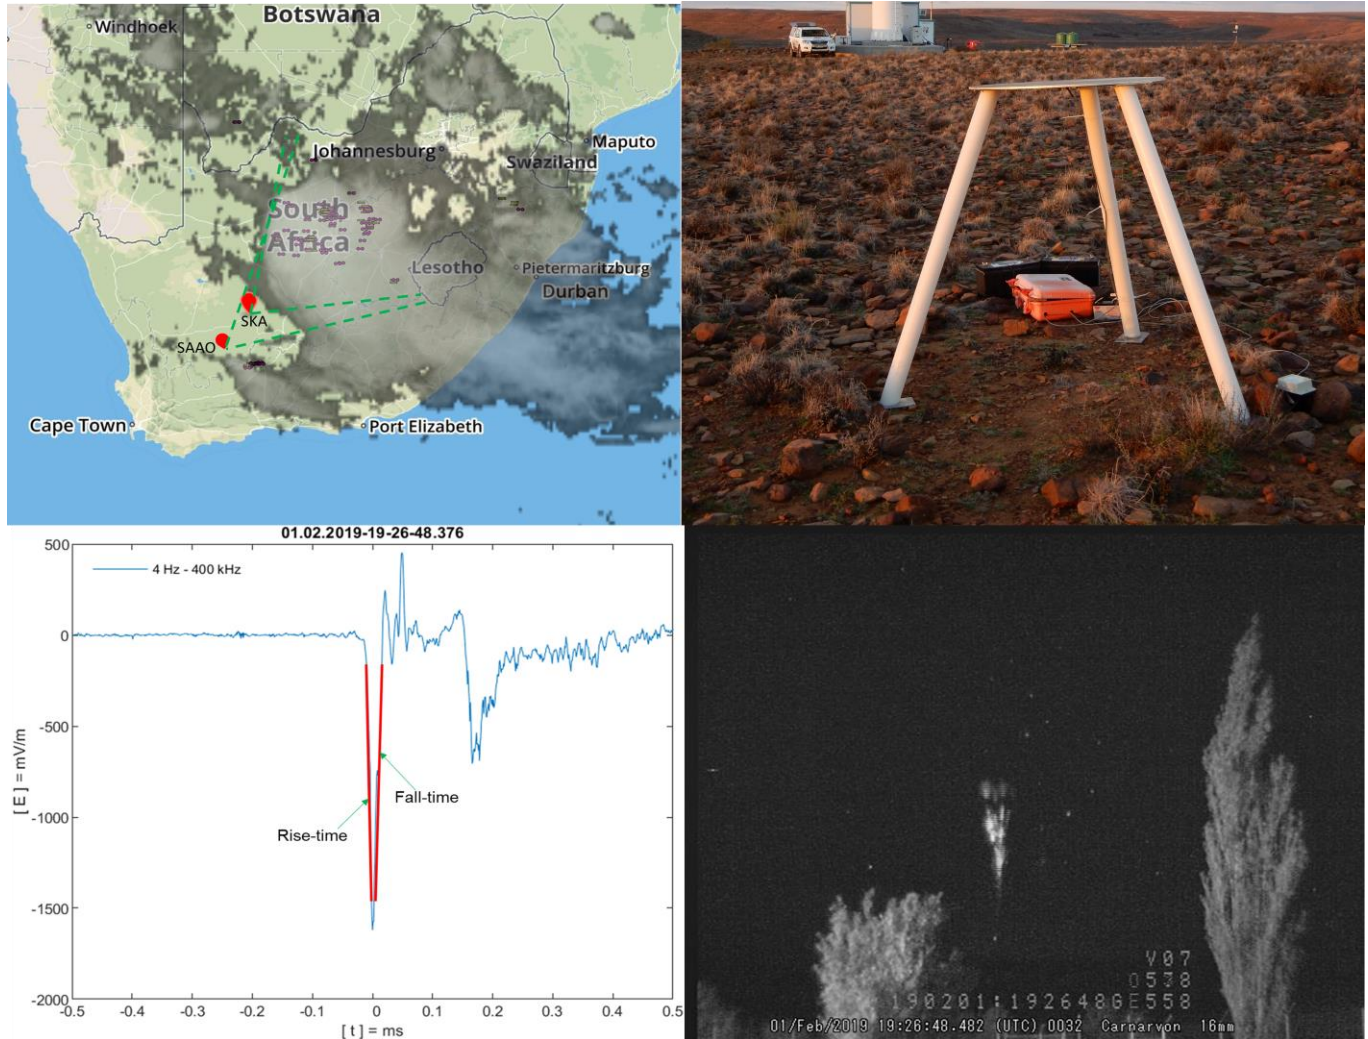 Botswana
Windhoek
Johannesburg
Maputo
Swaziland
South
Africa
Lesotho
Pietermaritzburg
Durban
SKA
SAAO
Cape Town
Port Elizabeth
01.02.2019-19-26-48.376
4 Hz - 400 kHz
[ E ] = mV/m
500
0
-500
-1000
-1500
-2000
Rise-time
Fall-time
-0.5
-0.4
-0.3
-0.2
-0.1
0
0.1
0.2
0.3
0.4
0.5
[ t ] = ms
V07
0538
190201:192648GE558
01/Feb/2019 19:26:48.482 (UTC) 0032 Carnarvon 16mm